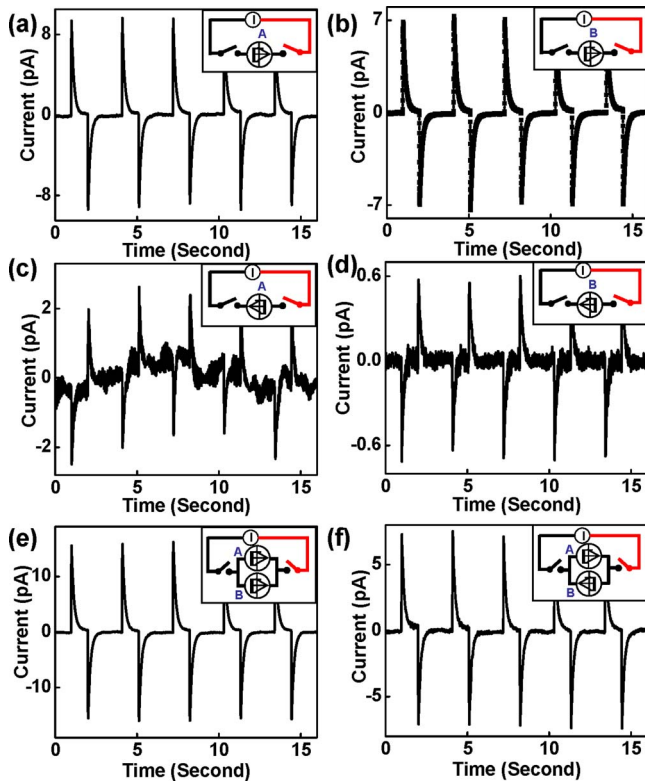 (a)
Current (pA)
8
0
-8
0 5 10 15
Time (Second)
I
A
(b)
Current (pA)
7
0
-7
0 5 10 15
Time (Second)
I
B
(c)
Current (pA)
2
0
-2
0 5 10 15
Time (Second)
I
A
(d)
Current (pA)
0.6
0.0
-0.6
0 5 10 15
Time (Second)
I
B
(e)
Current (pA)
10
0
-10
0 5 10 15
Time (Second)
I
A
B
(f)
Current (pA)
5
0
-5
0 5 10 15
Time (Second)
I
A
B